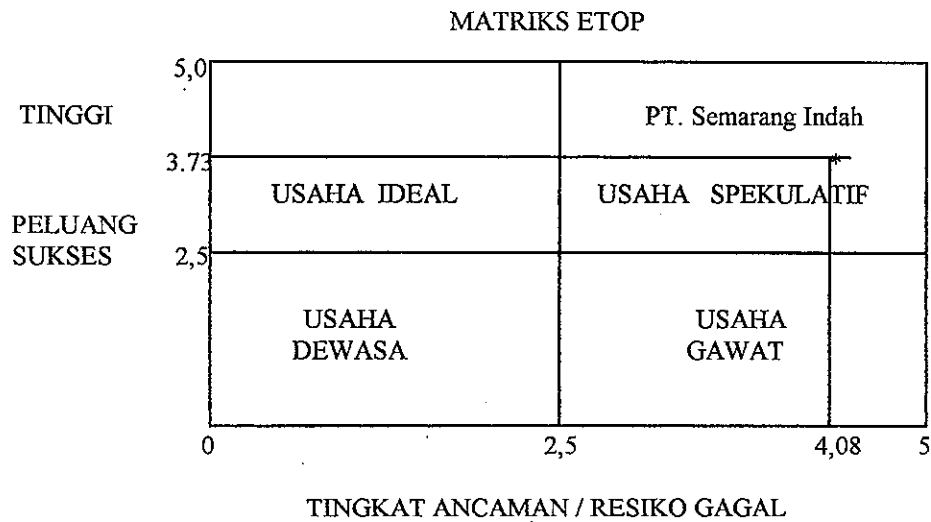 MATRIKS ETOP
5,0
TINGGI
PT. Semarang Indah
3.73
USAHA IDEAL
USAHA SPEKULATIF
PELUANG
SUKSES
2,5
USAHA
DEWASA
USAHA
GAWAT
0
2,5
4,08
5
TINGKAT ANCAMAN / RESIKO GAGAL